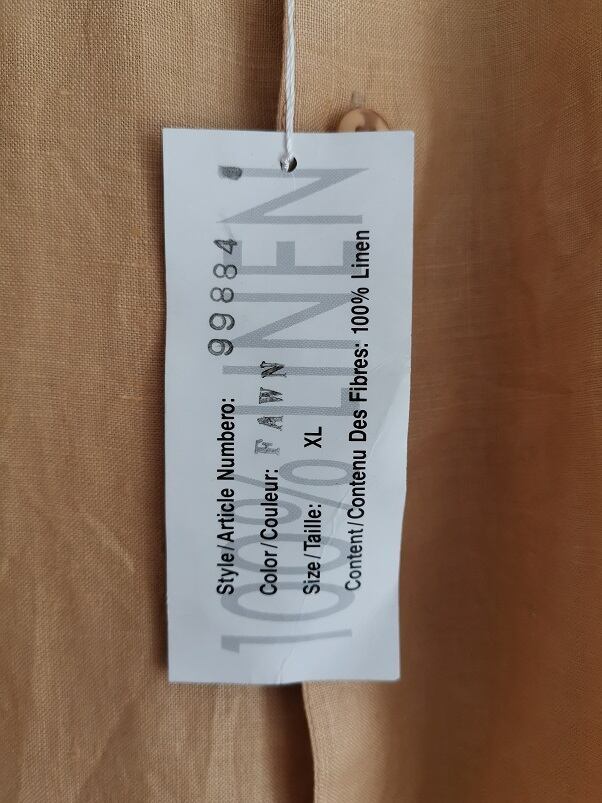 100% LINEN
Style/Article Numbero: 99884
Color/Couleur: FAWN
Size/Taille: XL
Content/Contenu Des Fibres: 100% Linen